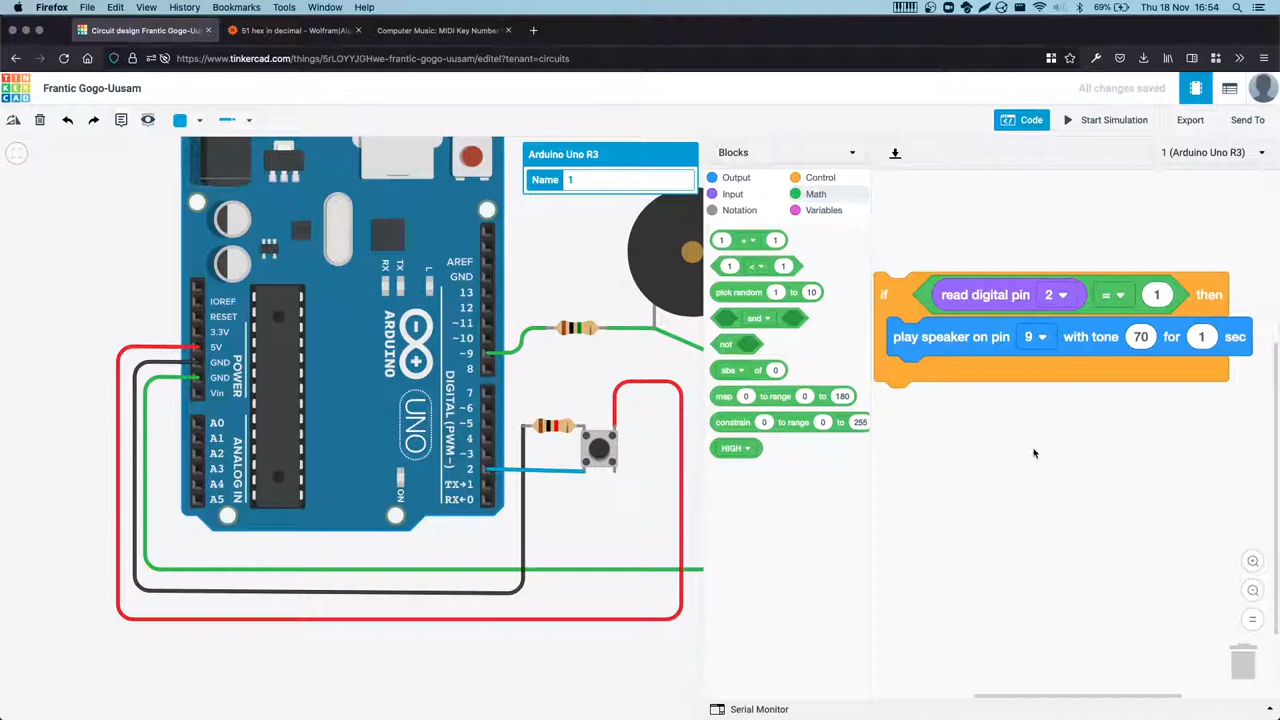 Firefox File Edit View History Bookmarks Tools Window Help
69% Thu 18 Nov 16:54
Circuit design Frantic Gogo-Uu
51 hex in decimal - Wolfram|Al
Computer Music: MIDI Key Number
https://www.tinkercad.com/things/5rLOYYJGHwe-frantic-gogo-uusam/editel?tenant=circuits
TIN
KER
CAD
Frantic Gogo-Uusam
All changes saved
Code
Start Simulation
Export
Send To
Arduino Uno R3
Name 1
Blocks
1 (Arduino Uno R3)
Output
Control
Input
Math
Notation
Variables
1 + 1
1 < 1
pick random 1 to 10
and
not
abs of 0
map 0 to range 0 to 180
constrain 0 to range 0 to 255
HIGH
if read digital pin 2 = 1 then
play speaker on pin 9 with tone 70 for 1 sec
RX
TX
L
AREF
GND
13
12
~11
~10
~9
8
7
~6
~5
4
~3
2
TX→1
RX←0
DIGITAL (PWM~)
ARDUINO
UNO
ON
IOREF
RESET
3.3V
5V
GND
GND
Vin
POWER
A0
A1
A2
A3
A4
A5
ANALOG IN
Serial Monitor